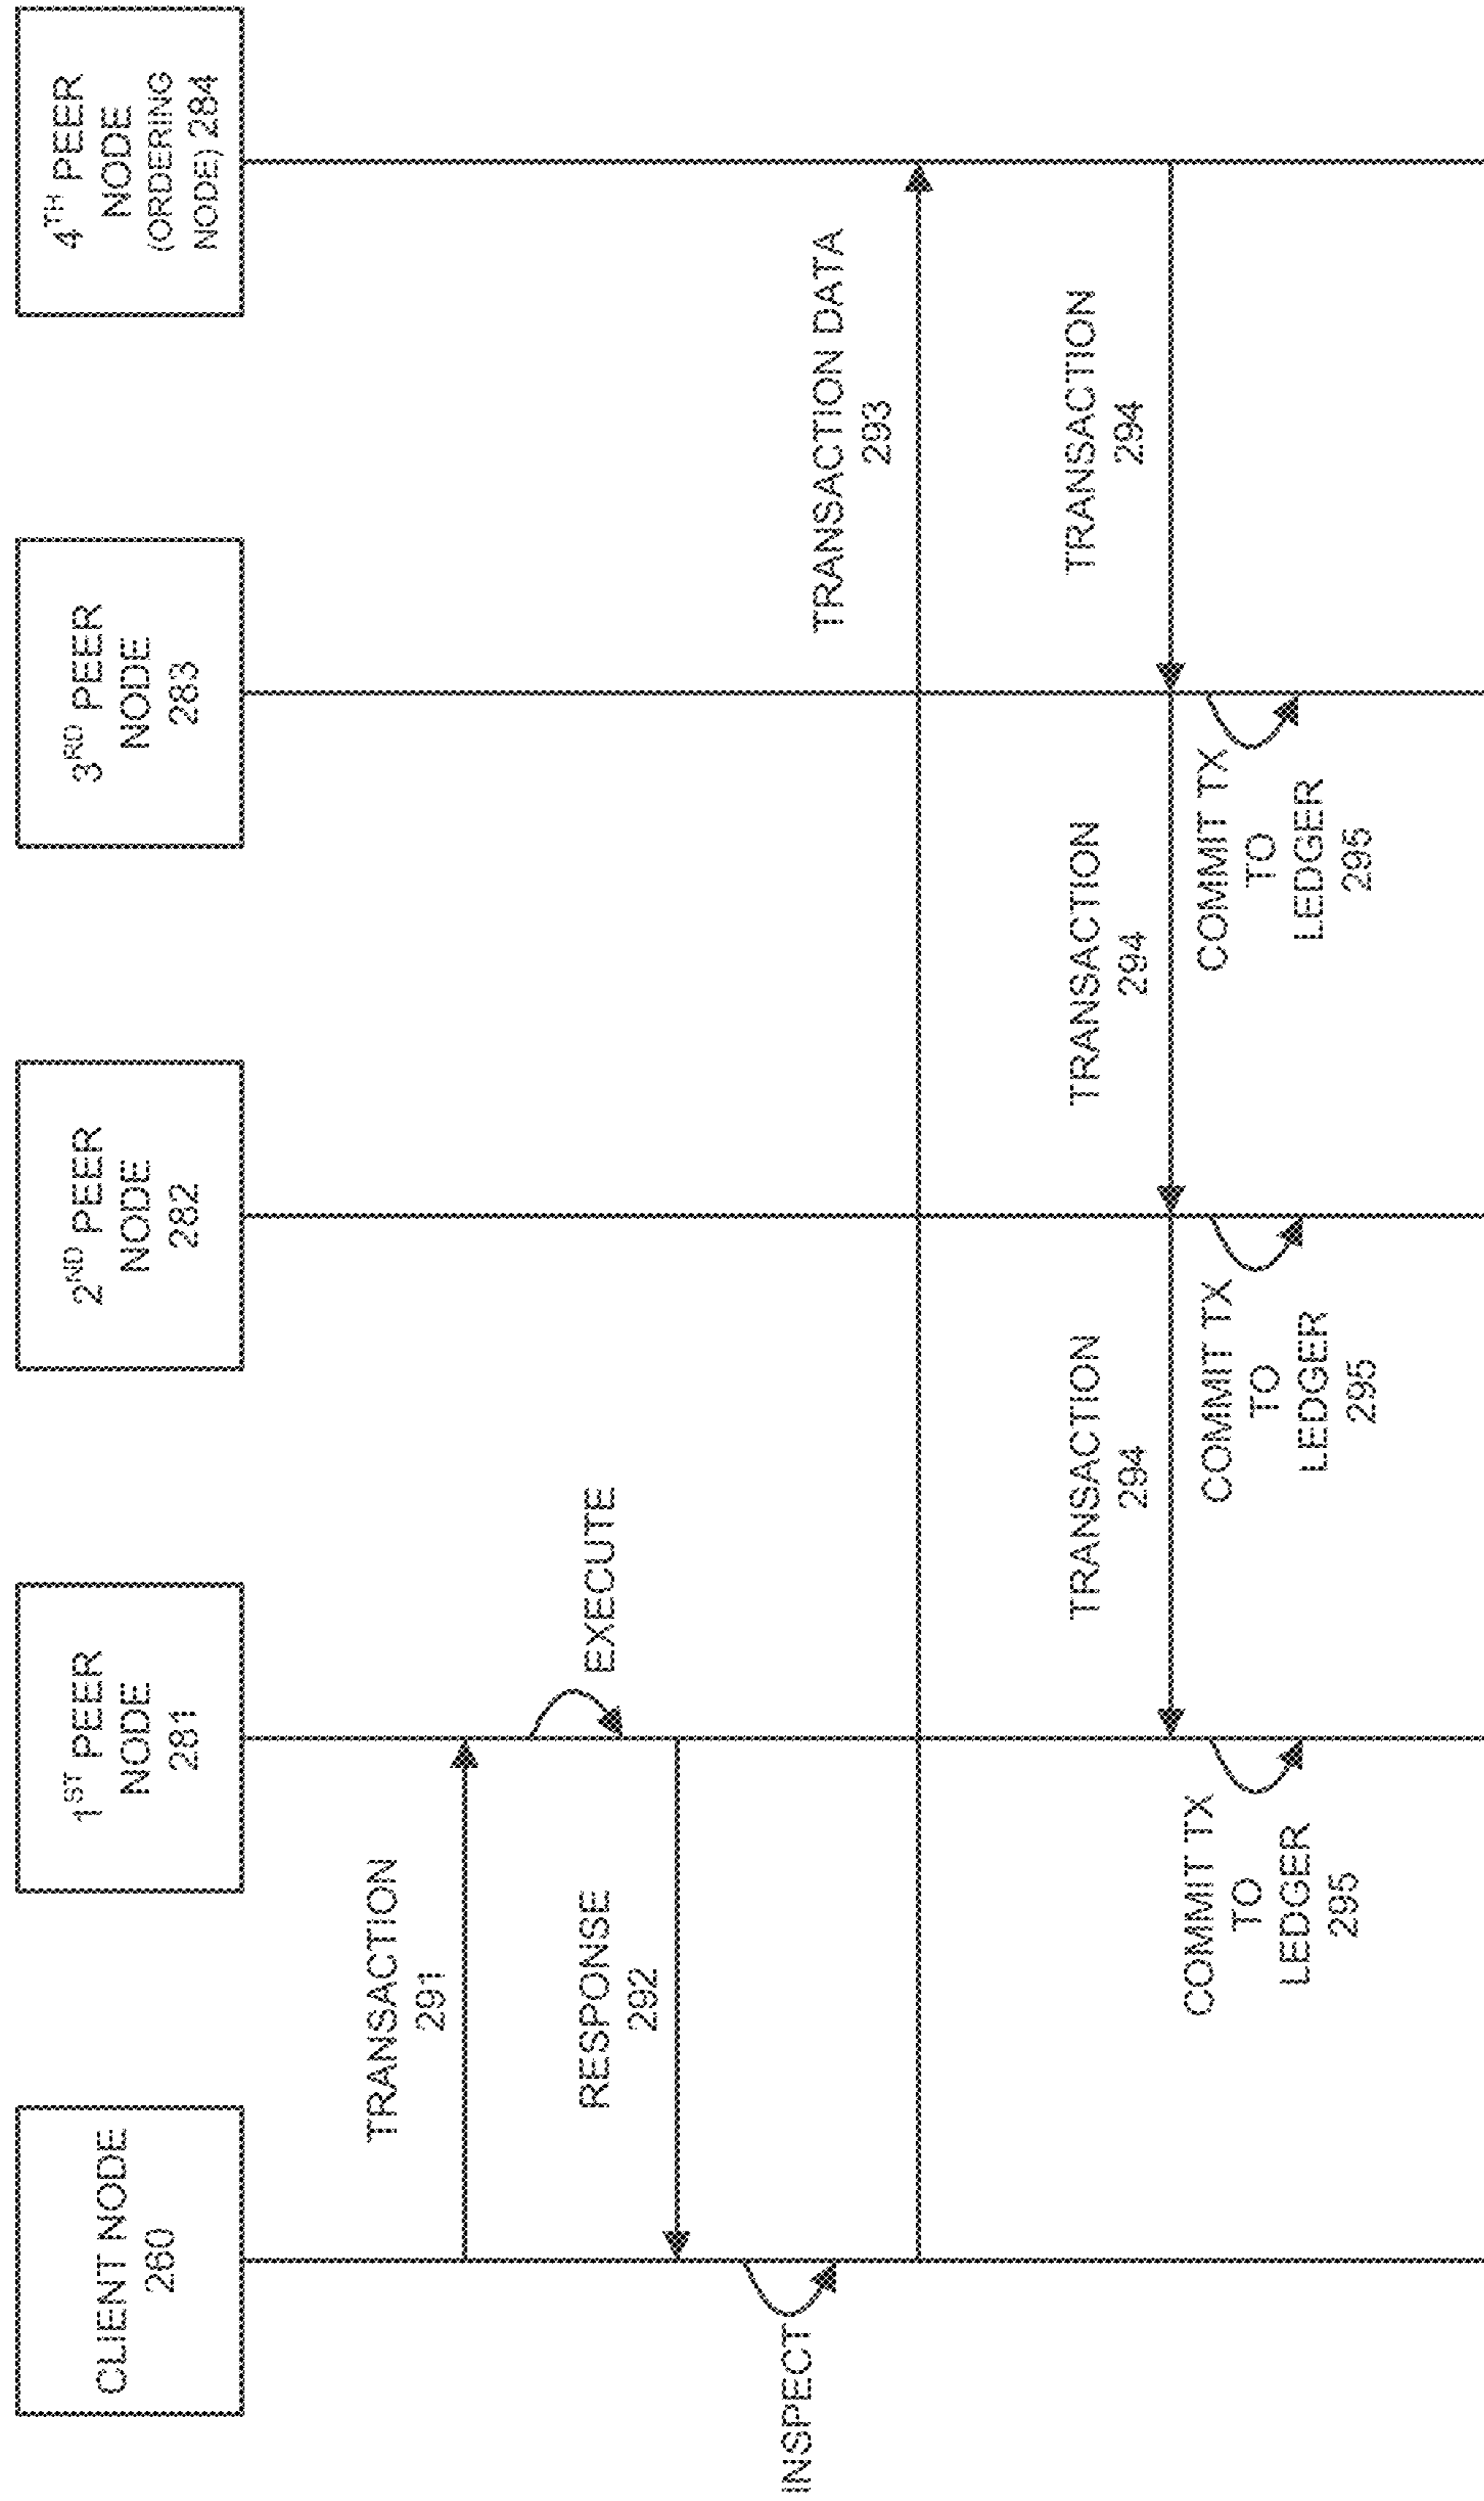 CLIENT NODE
260
1ST PEER
NODE
281
2ND PEER
NODE
282
3RD PEER
NODE
283
4TH PEER
NODE
(ORDERING
NODE) 284
TRANSACTION
291
EXECUTE
RESPONSE
292
INSPECT
TRANSACTION DATA
293
TRANSACTION
294
TRANSACTION
294
TRANSACTION
294
COMMIT TX
TO
LEDGER
295
COMMIT TX
TO
LEDGER
295
COMMIT TX
TO
LEDGER
295